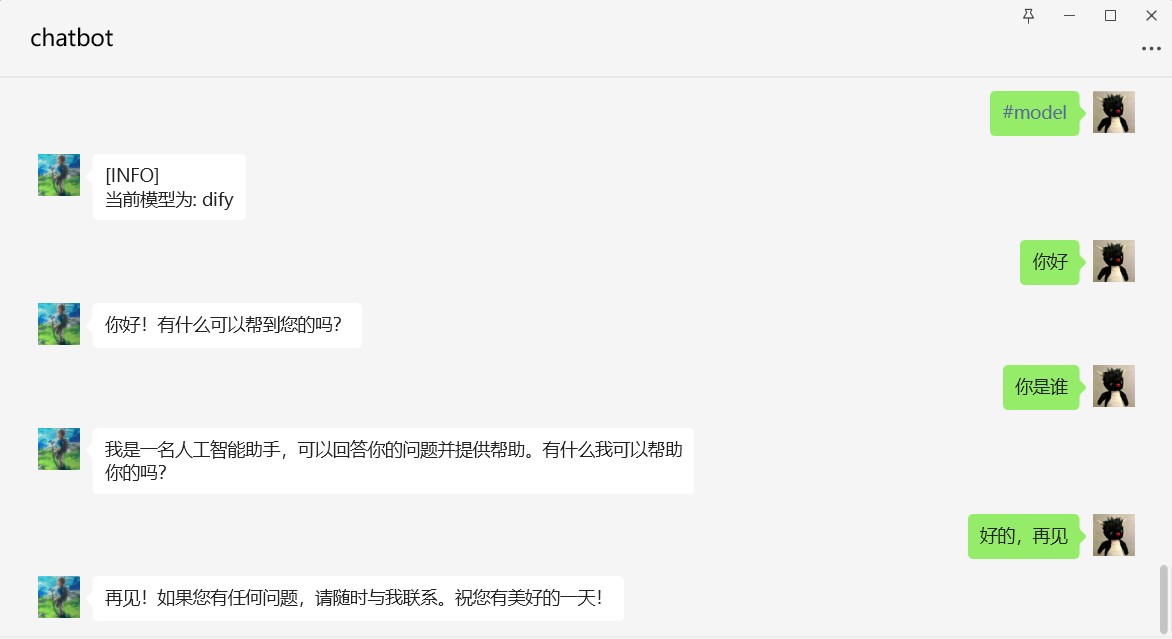 chatbot
#model
[INFO]
当前模型为: dify
你好
你好！有什么可以帮到您的吗？
你是谁
我是一名人工智能助手，可以回答你的问题并提供帮助。有什么我可以帮助
你的吗？
好的，再见
再见！如果您有任何问题，请随时与我联系。祝您有美好的一天！